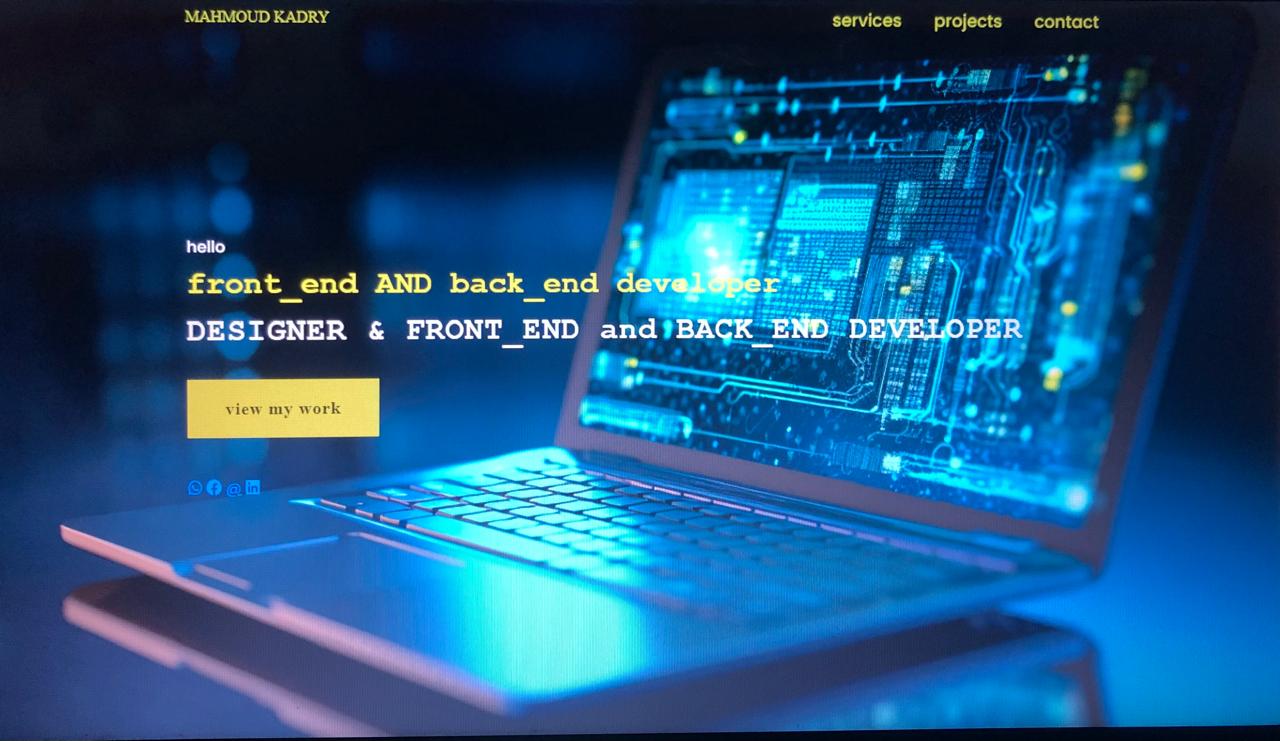 MAHMOUD KADRY
services projects contact
hello
front_end AND back_end developer
DESIGNER & FRONT_END and BACK_END DEVELOPER
view my work